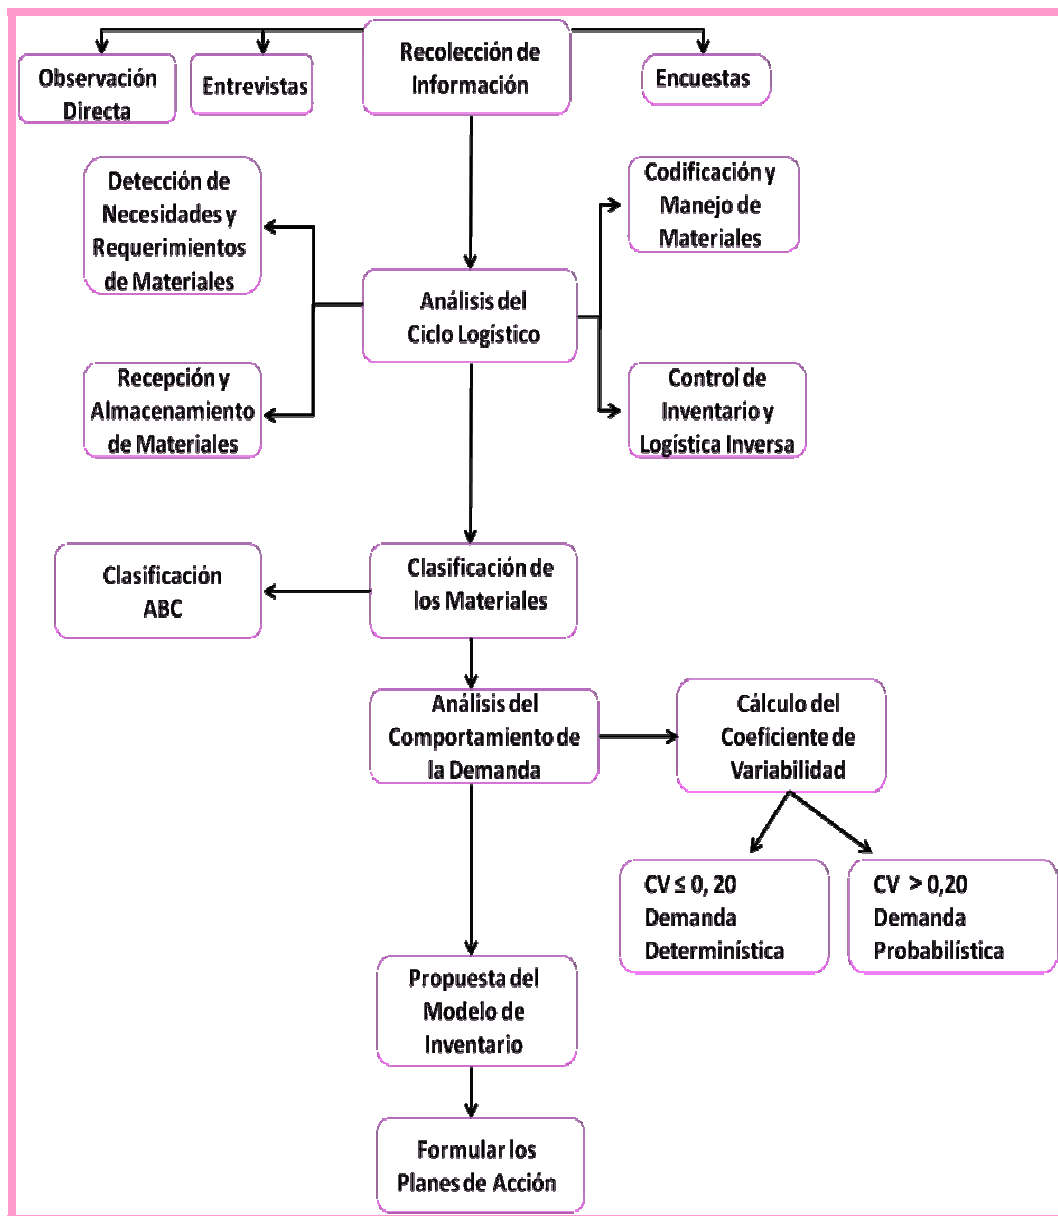 Recolección de
Información
Observación
Directa
Entrevistas
Encuestas
Detección de
Necesidades y
Requerimientos
de Materiales
Codificación y
Manejo de
Materiales
Análisis del
Ciclo Logístico
Recepción y
Almacenamiento
de Materiales
Control de
Inventario y
Logística Inversa
Clasificación
ABC
Clasificación de
los Materiales
Análisis del
Comportamiento de
la Demanda
Cálculo del
Coeficiente de
Variabilidad
CV ≤ 0, 20
Demanda
Determinística
CV > 0,20
Demanda
Probabilística
Propuesta del
Modelo de
Inventario
Formular los
Planes de Acción